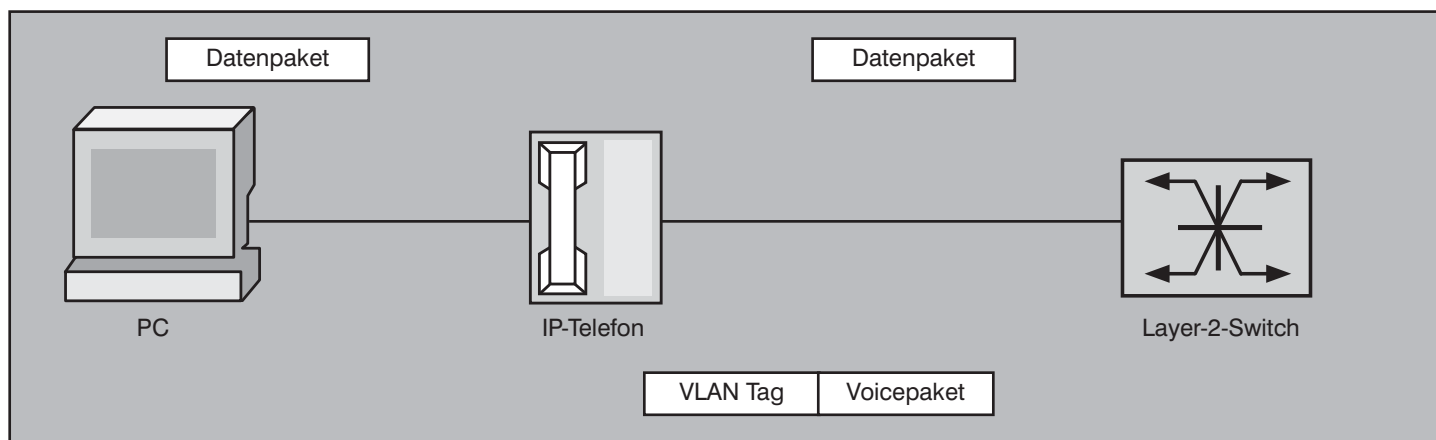 Datenpaket
Datenpaket
PC
IP-Telefon
Layer-2-Switch
VLAN Tag
Voicepaket